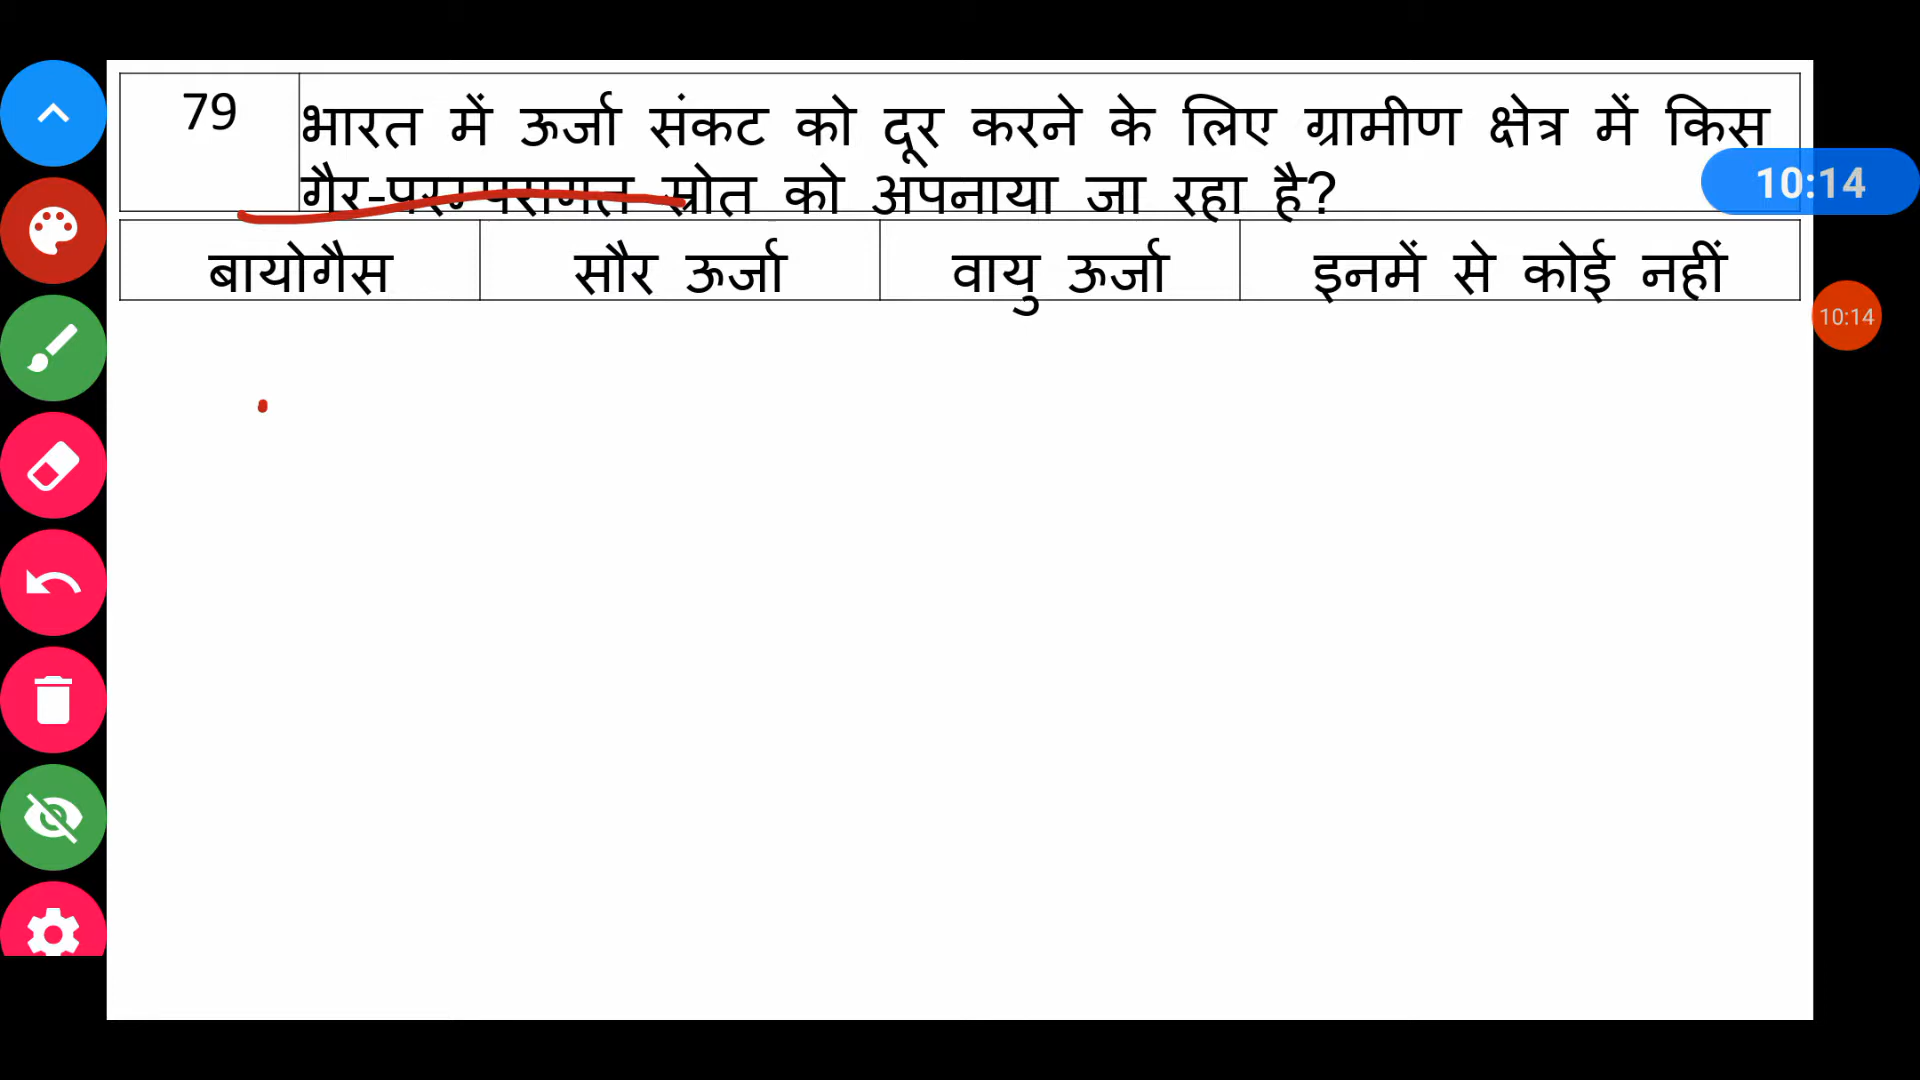 79
भारत में ऊर्जा संकट को दूर करने के लिए ग्रामीण क्षेत्र में किस
गैर-परम्परागत स्रोत को अपनाया जा रहा है?
10:14
बायोगैस सौर ऊर्जा वायु ऊर्जा इनमें से कोई नहीं
10:14